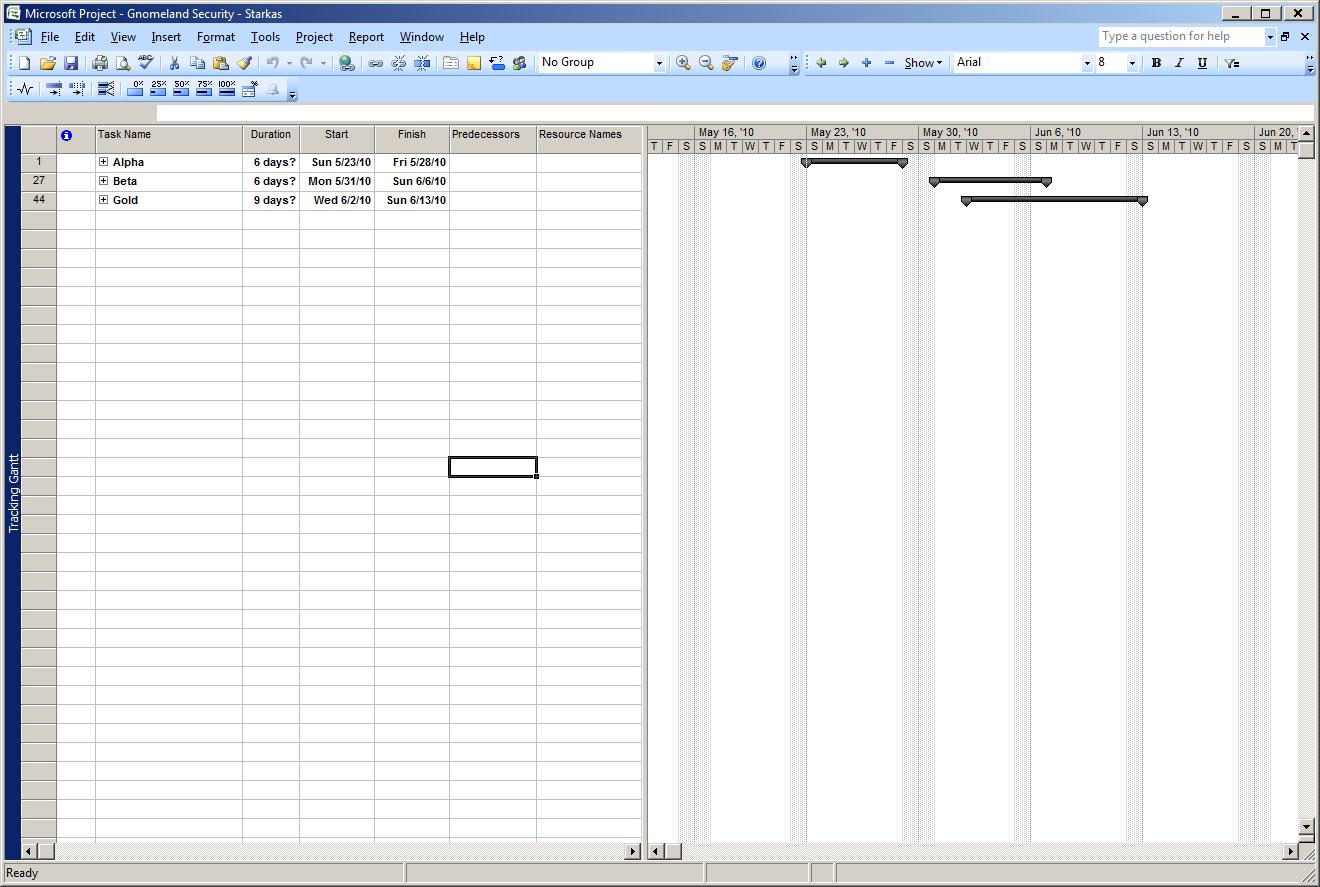 Microsoft Project - Gnomeland Security - Starkas
File Edit View Insert Format Tools Project Report Window Help
Type a question for help
ABC No Group Show Arial 8 B I U
0% 25% 50% 75% 100% %
Task Name Duration Start Finish Predecessors Resource Names
May 16, '10 May 23, '10 May 30, '10 Jun 6, '10 Jun 13, '10 Jun 20, '
T F S S M T W T F S S M T W T F S S M T W T F S S M T W T F S S M T W T F S S M T
1 Alpha 6 days? Sun 5/23/10 Fri 5/28/10
27 Beta 6 days? Mon 5/31/10 Sun 6/6/10
44 Gold 9 days? Wed 6/2/10 Sun 6/13/10
Tracking Gantt
Ready